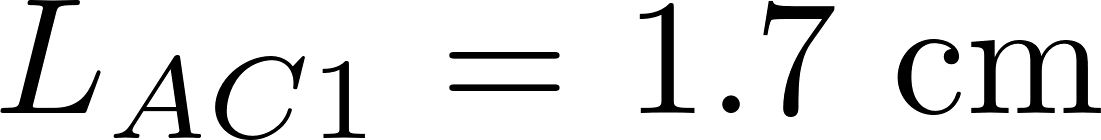 L_{AC1} = 1.7 cm